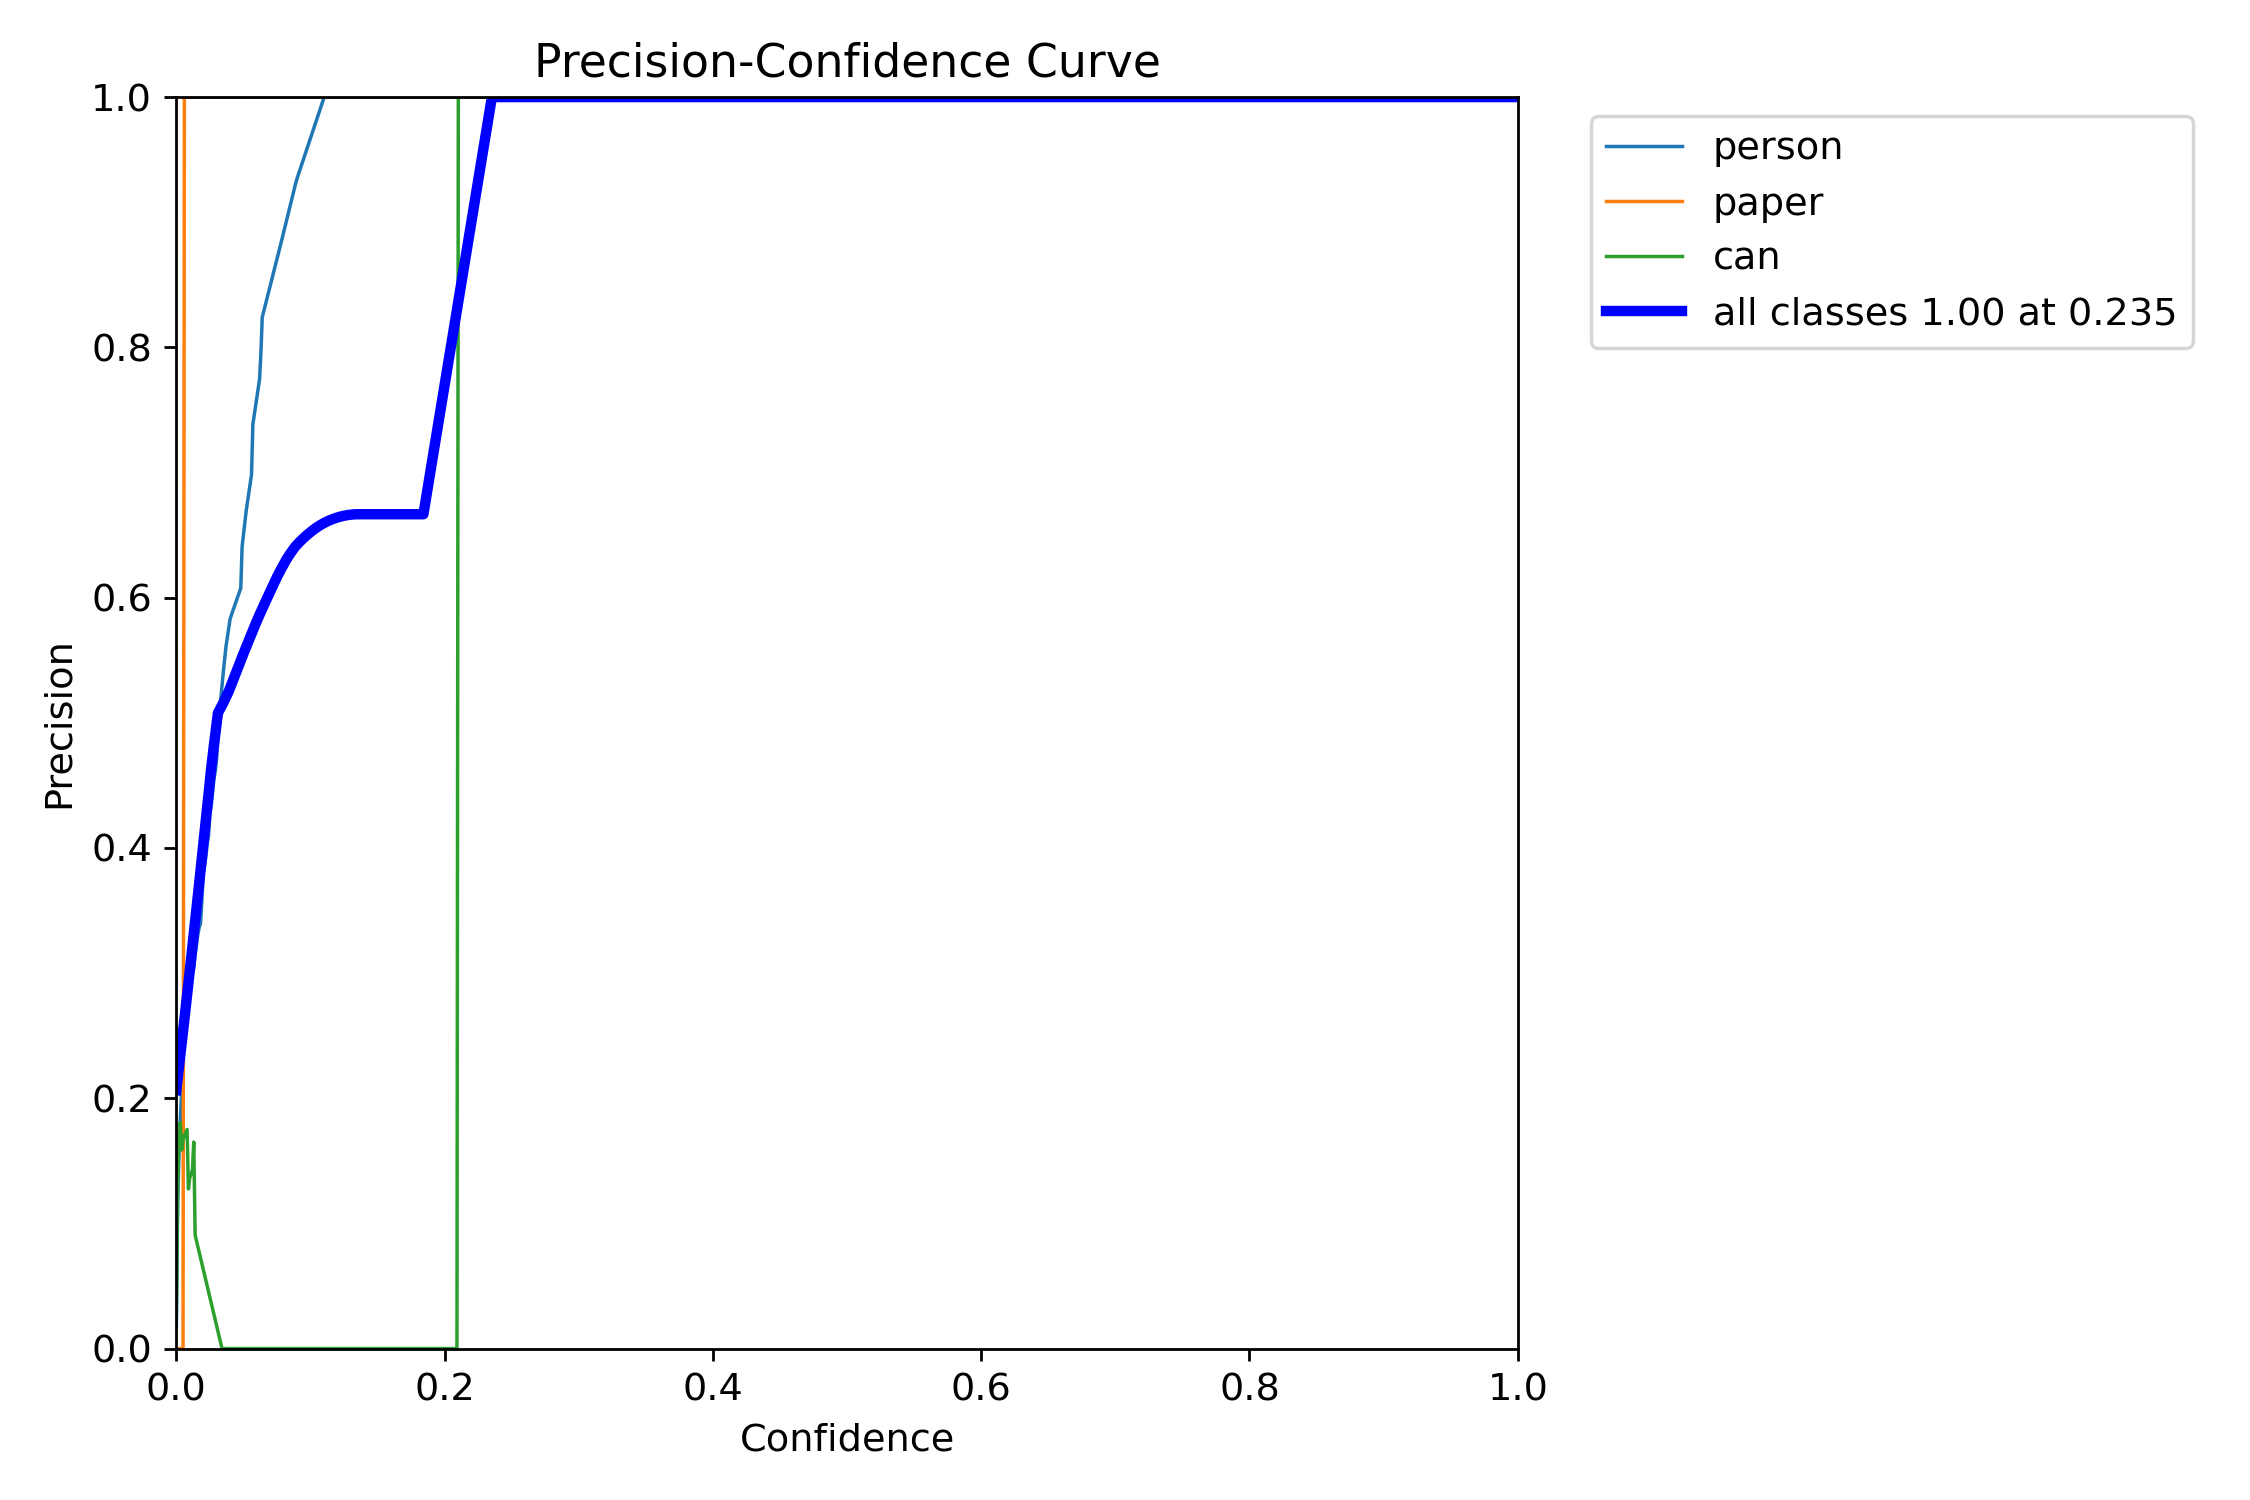 Precision-Confidence Curve
1.0
0.8
0.6
0.4
0.2
0.0
Precision
0.0 0.2 0.4 0.6 0.8 1.0
Confidence
person
paper
can
all classes 1.00 at 0.235